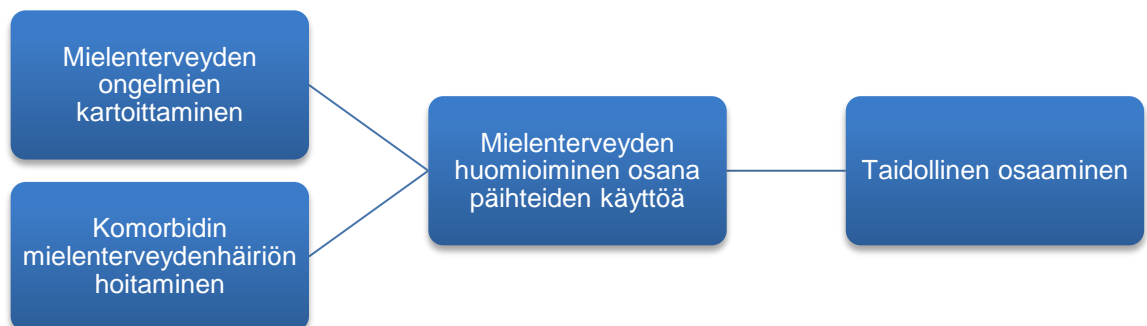 Mielenterveyden
ongelmien
kartoittaminen
Komorbidin
mielenterveydenhäiriön
hoitaminen
Mielenterveyden
huomioiminen osana
päihteiden käyttöä
Taidollinen osaaminen